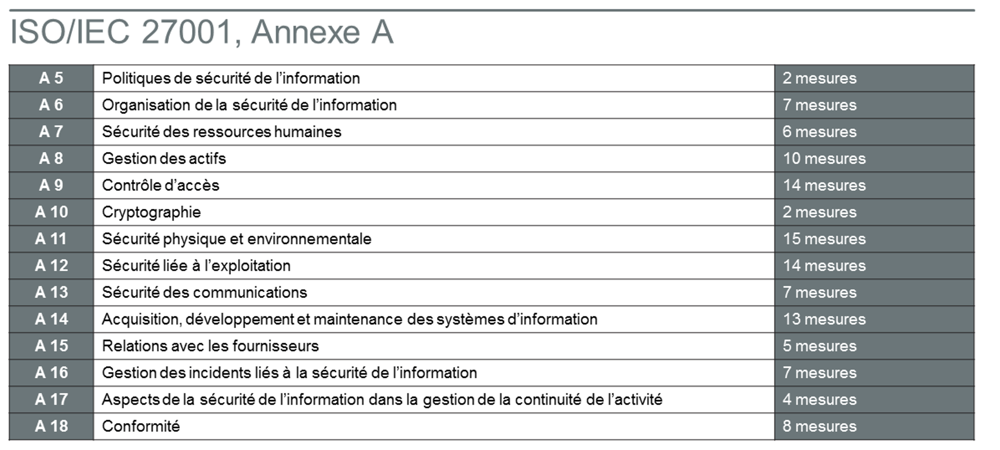 ISO/IEC 27001, Annexe A
A 5 Politiques de sécurité de l’information 2 mesures
A 6 Organisation de la sécurité de l’information 7 mesures
A 7 Sécurité des ressources humaines 6 mesures
A 8 Gestion des actifs 10 mesures
A 9 Contrôle d’accès 14 mesures
A 10 Cryptographie 2 mesures
A 11 Sécurité physique et environnementale 15 mesures
A 12 Sécurité liée à l’exploitation 14 mesures
A 13 Sécurité des communications 7 mesures
A 14 Acquisition, développement et maintenance des systèmes d’information 13 mesures
A 15 Relations avec les fournisseurs 5 mesures
A 16 Gestion des incidents liés à la sécurité de l’information 7 mesures
A 17 Aspects de la sécurité de l’information dans la gestion de la continuité de l’activité 4 mesures
A 18 Conformité 8 mesures